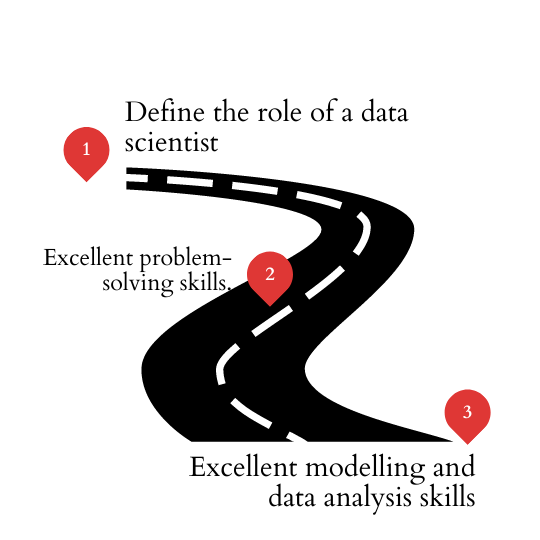 Define the role of a data
scientist
1
Excellent problem-
solving skills.
2
3
Excellent modelling and
data analysis skills